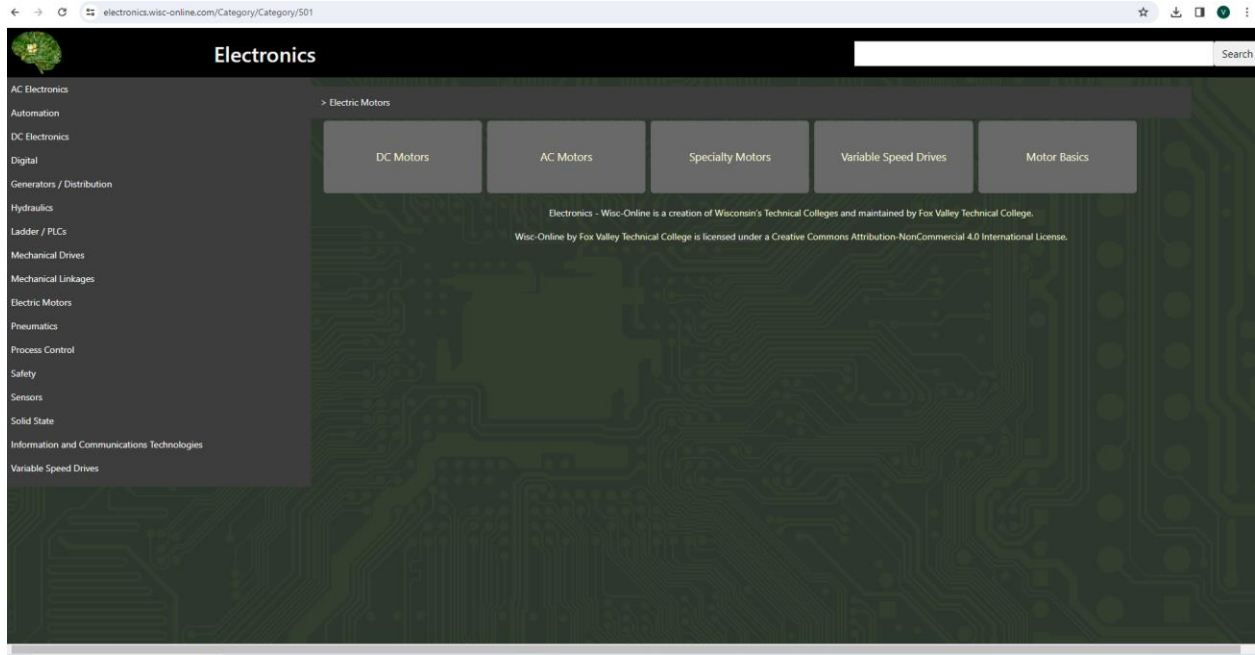 electronics.wisc-online.com/Category/Category/501
V
Electronics
Search
AC Electronics
Automation
DC Electronics
Digital
Generators / Distribution
Hydraulics
Ladder / PLCs
Mechanical Drives
Mechanical Linkages
Electric Motors
Pneumatics
Process Control
Safety
Sensors
Solid State
Information and Communications Technologies
Variable Speed Drives
> Electric Motors
DC Motors
AC Motors
Specialty Motors
Variable Speed Drives
Motor Basics
Electronics - Wisc-Online is a creation of Wisconsin's Technical Colleges and maintained by Fox Valley Technical College.
Wisc-Online by Fox Valley Technical College is licensed under a Creative Commons Attribution-NonCommercial 4.0 International License.